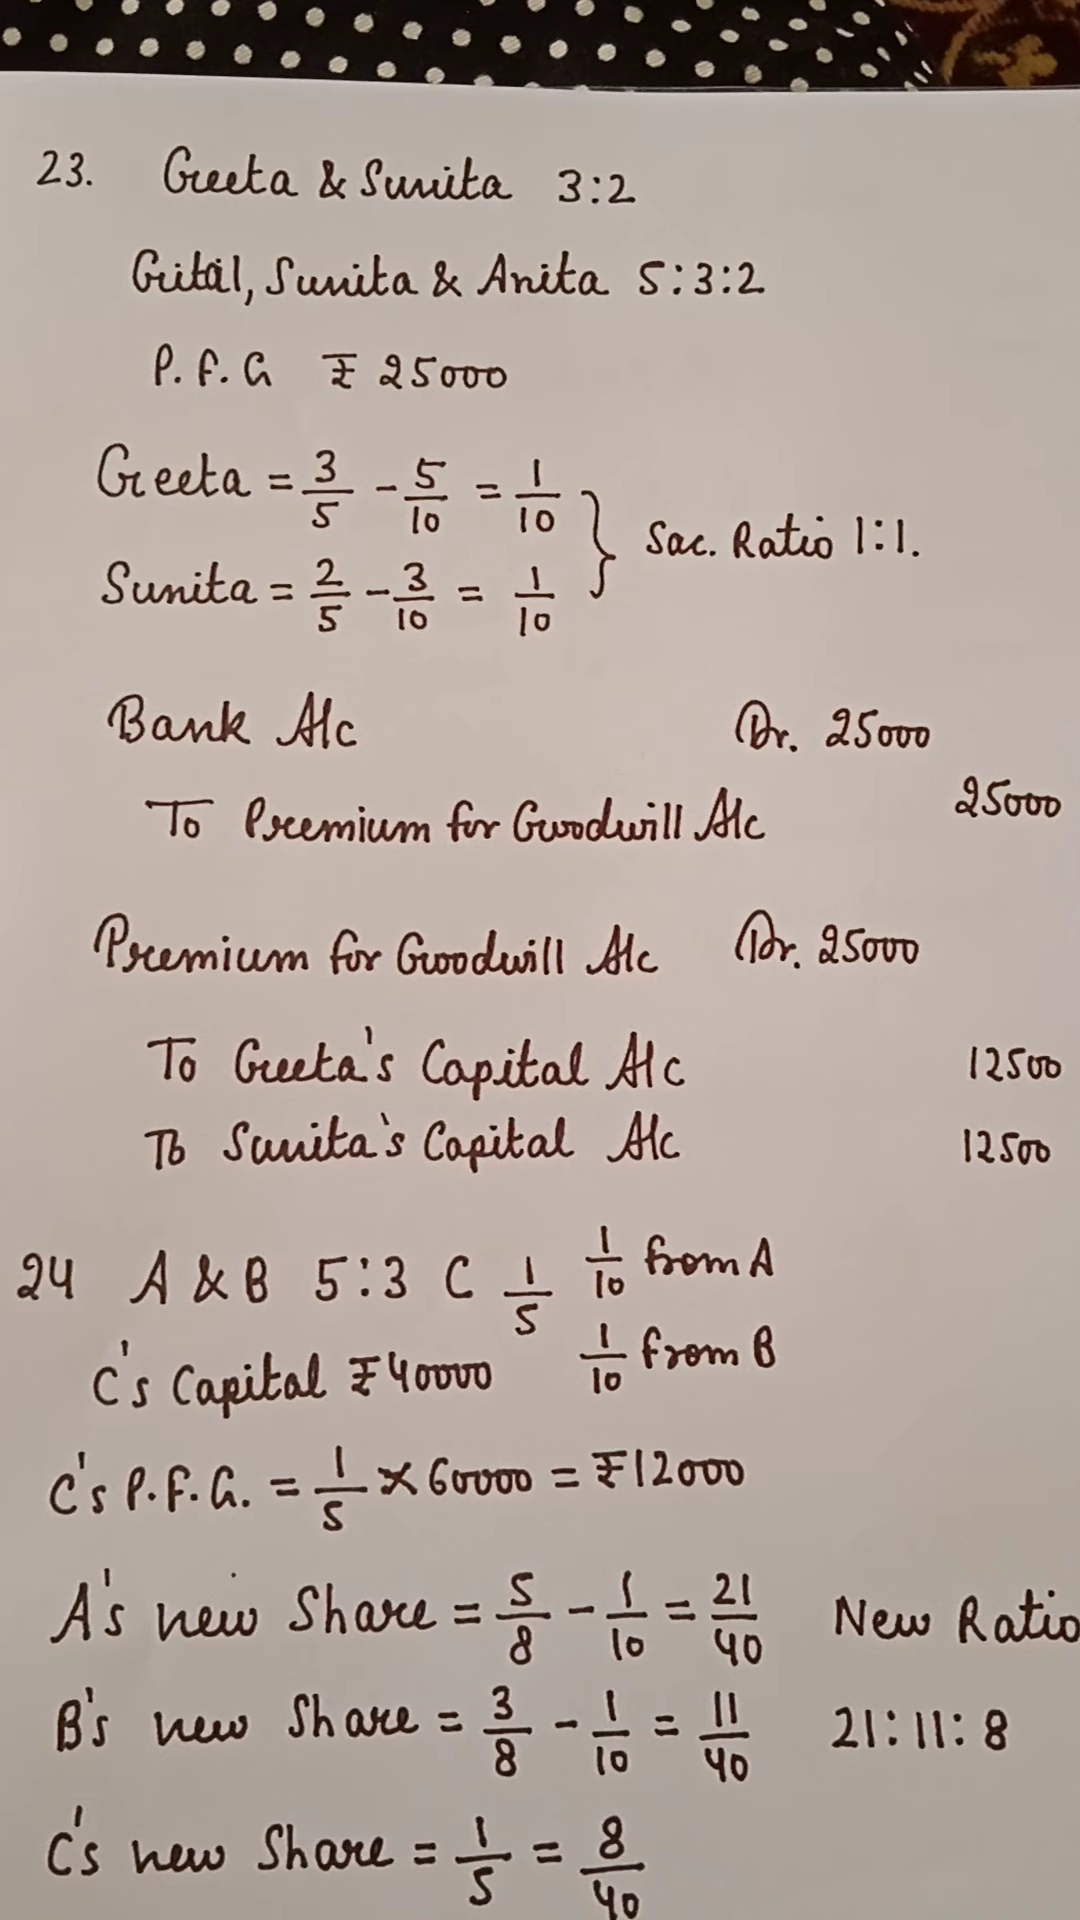 23. Geeta & Sunita 3:2
Gital, Sunita & Anita 5:3:2
P.F.G ₹ 25000
Geeta = 3/5 - 5/10 = 1/10
Sunita = 2/5 - 3/10 = 1/10 } Sac. Ratio 1:1.
Bank A/c Dr. 25000
To Premium for Goodwill A/c 25000
Premium for Goodwill A/c Dr. 25000
To Geeta's Capital A/c 12500
To Sunita's Capital A/c 12500
24 A & B 5:3 C 1/5 1/10 from A
C's Capital ₹40000 1/10 from B
C's P.F.G. = 1/5 × 60000 = ₹12000
A's new Share = 5/8 - 1/10 = 21/40 New Ratio
B's new Share = 3/8 - 1/10 = 11/40 21:11:8
C's new Share = 1/5 = 8/40